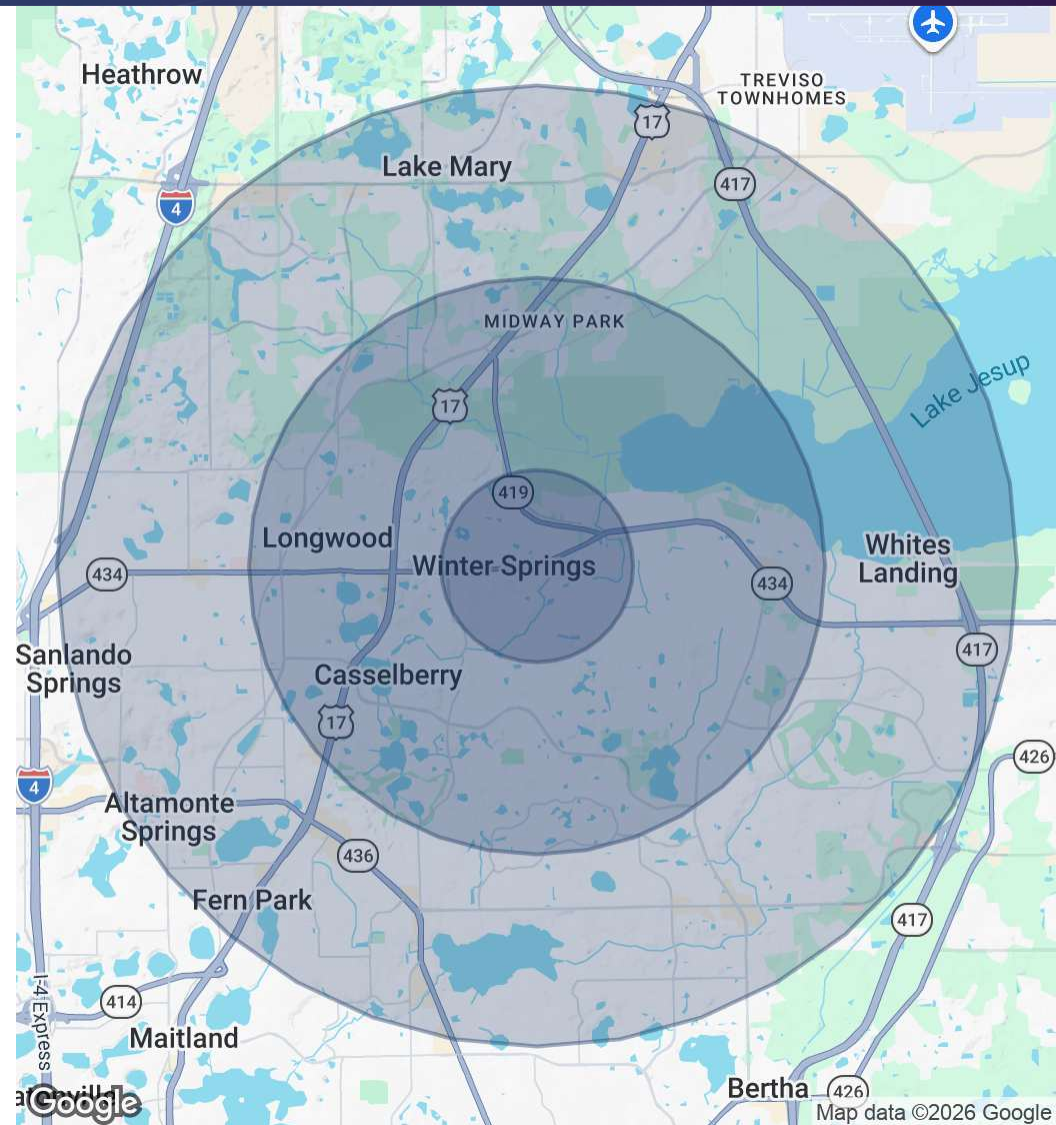 Heathrow
TREVISO
TOWNHOMES
17
Lake Mary
417
4
MIDWAY PARK
Lake Jesup
17
419
Longwood
Winter Springs
Whites
Landing
434
434
Sanlando
Springs
417
Casselberry
17
426
4
Altamonte
Springs
436
Fern Park
417
I-4 Express
414
Maitland
Bertha
426
Google
Map data ©2026 Google